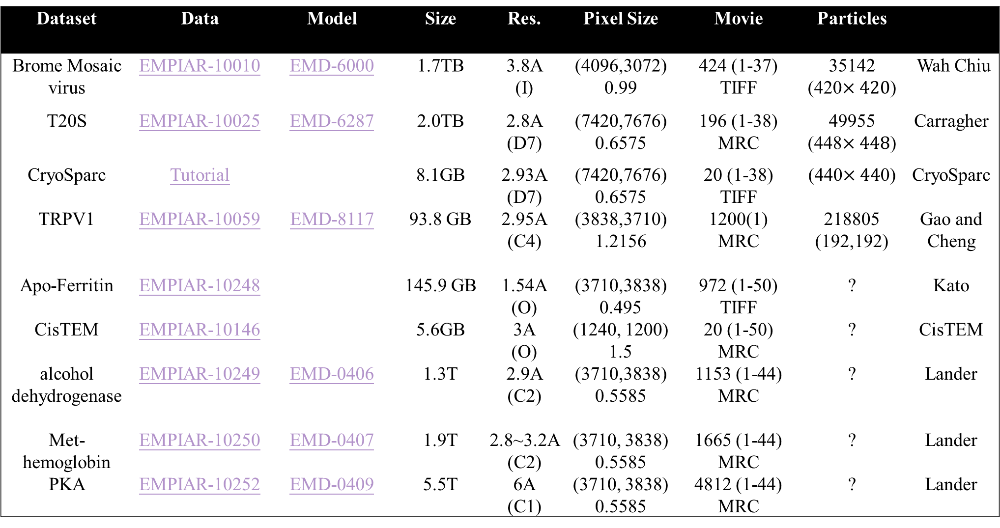 Dataset Data Model Size Res. Pixel Size Movie Particles
Brome Mosaic EMPIAR-10010 EMD-6000 1.7TB 3.8A (4096,3072) 424 (1-37) 35142 Wah Chiu
virus (I) 0.99 TIFF (420× 420)
T20S EMPIAR-10025 EMD-6287 2.0TB 2.8A (7420,7676) 196 (1-38) 49955 Carragher
(D7) 0.6575 MRC (448× 448)
CryoSparc Tutorial 8.1GB 2.93A (7420,7676) 20 (1-38) (440× 440) CryoSparc
(D7) 0.6575 TIFF
TRPV1 EMPIAR-10059 EMD-8117 93.8 GB 2.95A (3838,3710) 1200(1) 218805 Gao and
(C4) 1.2156 MRC (192,192) Cheng
Apo-Ferritin EMPIAR-10248 145.9 GB 1.54A (3710,3838) 972 (1-50) ? Kato
(O) 0.495 TIFF
CisTEM EMPIAR-10146 5.6GB 3A (1240, 1200) 20 (1-50) ? CisTEM
(O) 1.5 MRC
alcohol EMPIAR-10249 EMD-0406 1.3T 2.9A (3710,3838) 1153 (1-44) ? Lander
dehydrogenase (C2) 0.5585 MRC
Met- EMPIAR-10250 EMD-0407 1.9T 2.8~3.2A (3710, 3838) 1665 (1-44) ? Lander
hemoglobin (C2) 0.5585 MRC
PKA EMPIAR-10252 EMD-0409 5.5T 6A (3710, 3838) 4812 (1-44) ? Lander
(C1) 0.5585 MRC